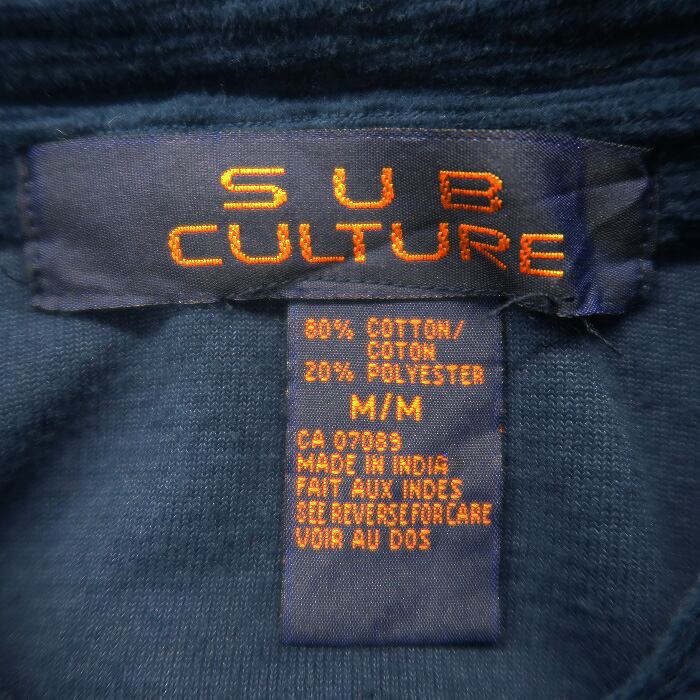 SUB
CULTURE
80% COTTON/
COTON
20% POLYESTER
M/M
CA 07089
MADE IN INDIA
FAIT AUX INDES
SEE REVERSE FOR CARE
VOIR AU DOS